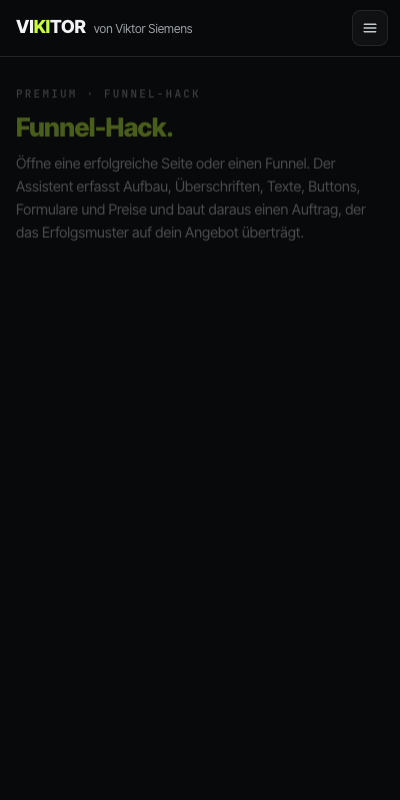 VIKITOR von Viktor Siemens
PREMIUM · FUNNEL-HACK
Funnel-Hack.
Öffne eine erfolgreiche Seite oder einen Funnel. Der
Assistent erfasst Aufbau, Überschriften, Texte, Buttons,
Formulare und Preise und baut daraus einen Auftrag, der
das Erfolgsmuster auf dein Angebot überträgt.